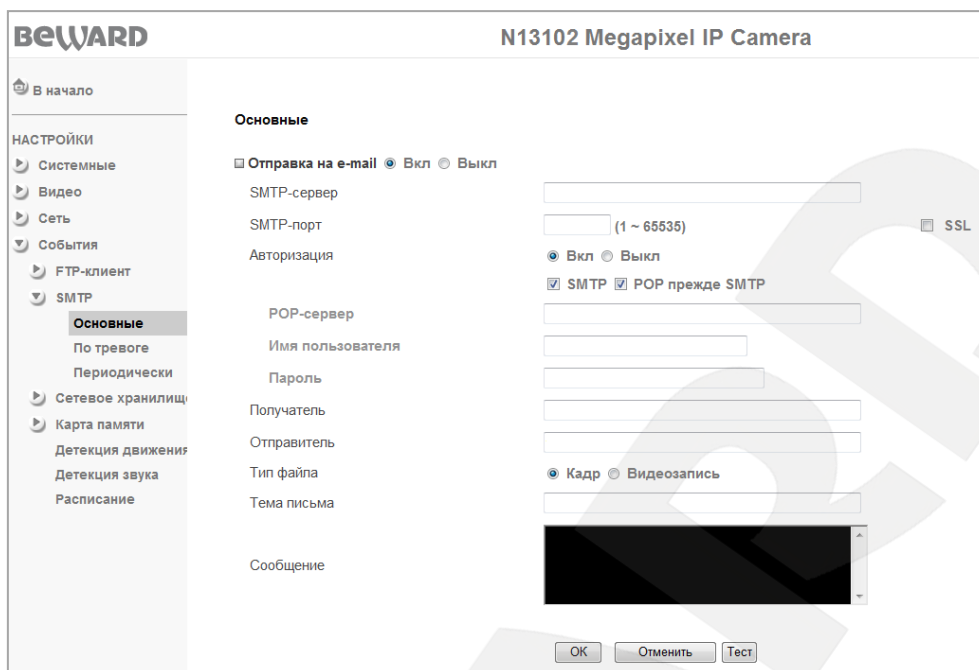 BEWARD
N13102 Megapixel IP Camera
В начало
НАСТРОЙКИ
Системные
Видео
Сеть
События
FTP-клиент
SMTP
Основные
По тревоге
Периодически
Сетевое хранилищ
Карта памяти
Детекция движения
Детекция звука
Расписание
Основные
Отправка на e-mail Вкл Выкл
SMTP-сервер
SMTP-порт (1 ~ 65535) SSL
Авторизация Вкл Выкл
SMTP POP прежде SMTP
POP-сервер
Имя пользователя
Пароль
Получатель
Отправитель
Тип файла Кадр Видеозапись
Тема письма
Сообщение
OK Отменить Тест